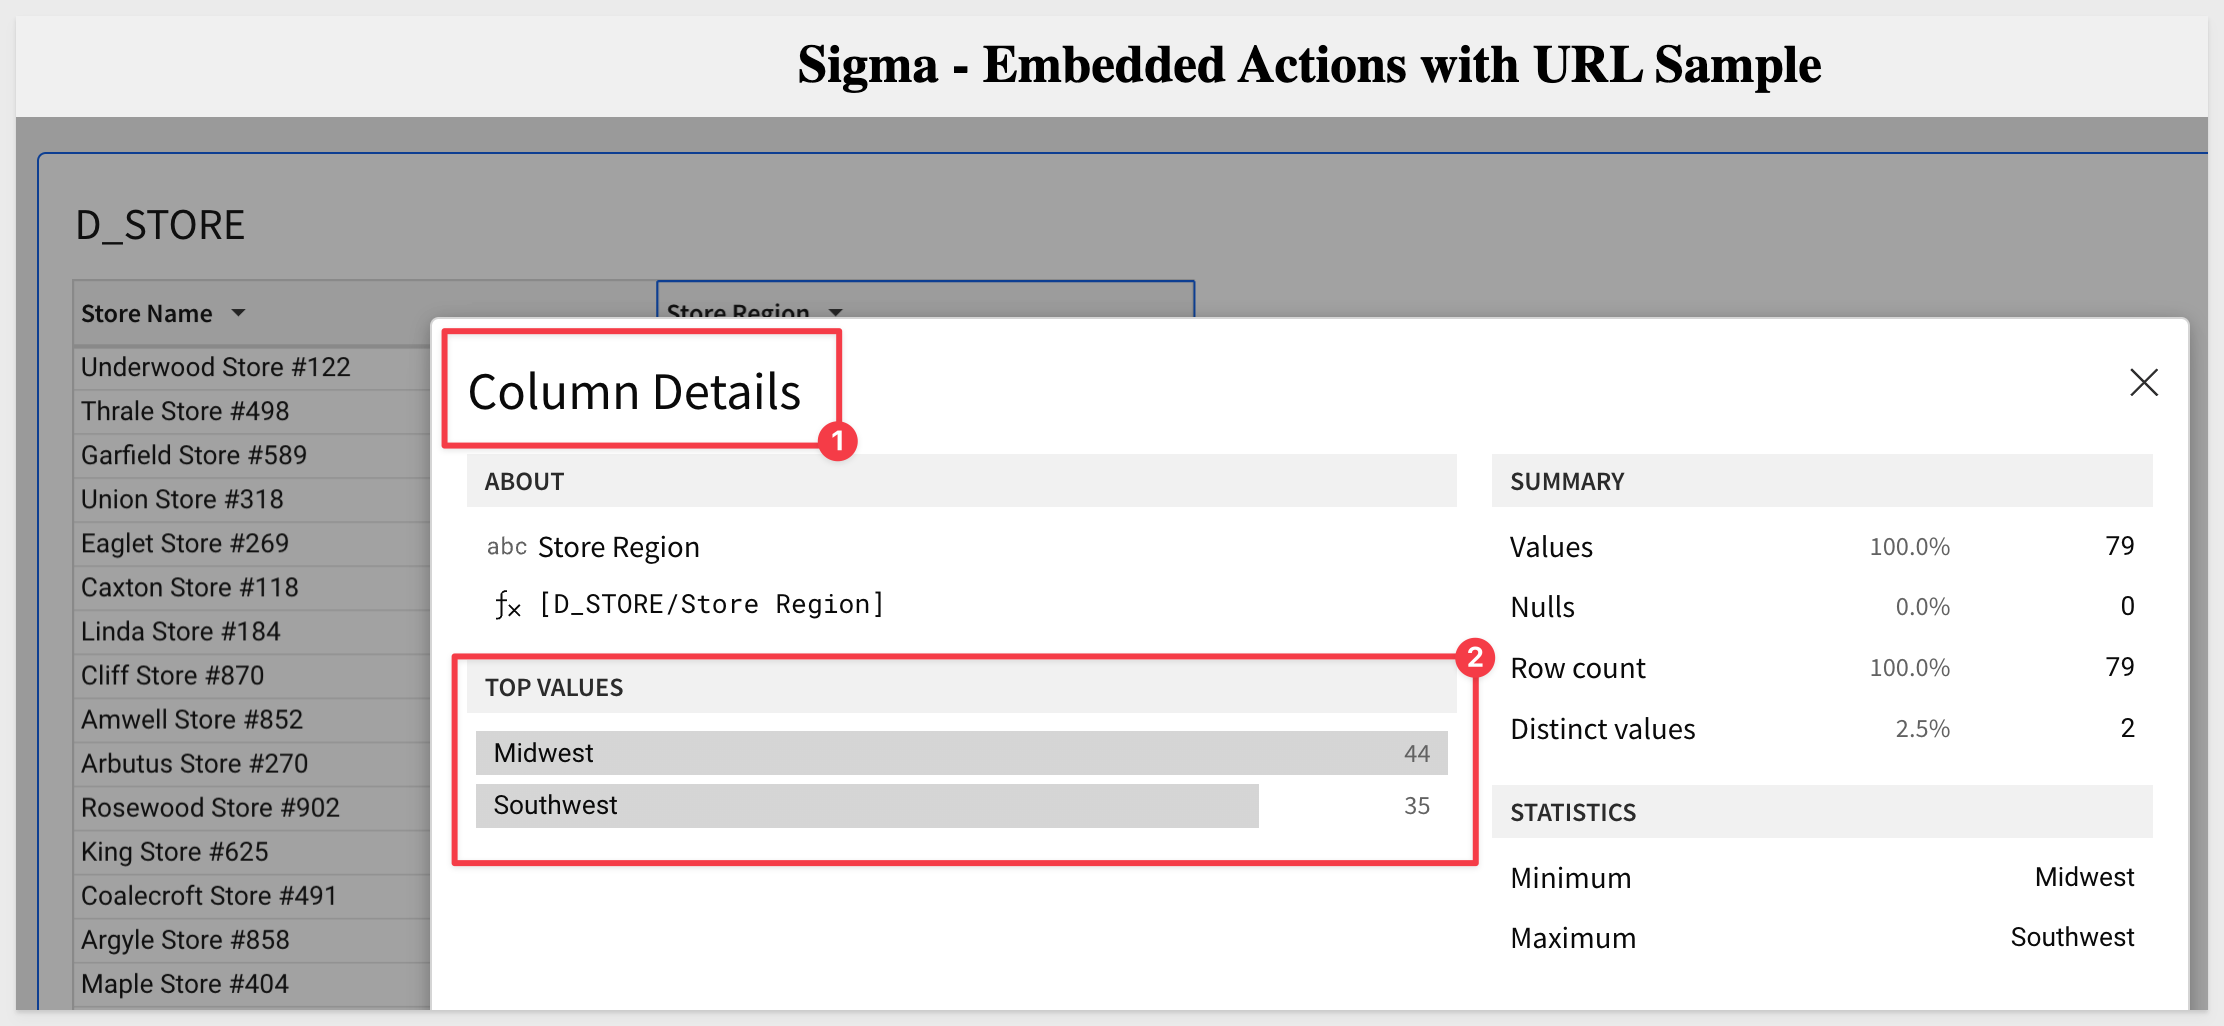 Sigma - Embedded Actions with URL Sample
D_STORE
Store Name
Store Region
Underwood Store #122
Thrale Store #498
Garfield Store #589
Union Store #318
Eaglet Store #269
Caxton Store #118
Linda Store #184
Cliff Store #870
Amwell Store #852
Arbutus Store #270
Rosewood Store #902
King Store #625
Coalecroft Store #491
Argyle Store #858
Maple Store #404
Column Details
1
ABOUT
abc Store Region
fx [D_STORE/Store Region]
2
TOP VALUES
Midwest 44
Southwest 35
SUMMARY
Values 100.0% 79
Nulls 0.0% 0
Row count 100.0% 79
Distinct values 2.5% 2
STATISTICS
Minimum Midwest
Maximum Southwest